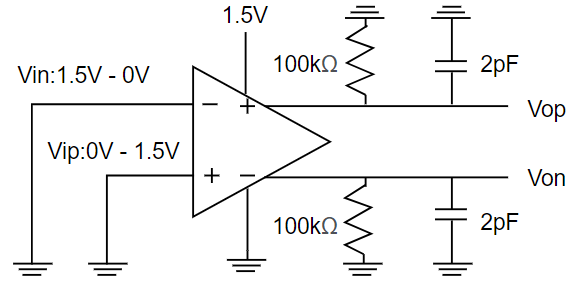 1.5V
Vin:1.5V - 0V
100kΩ
2pF
Vop
Vip:0V - 1.5V
Von
100kΩ
2pF